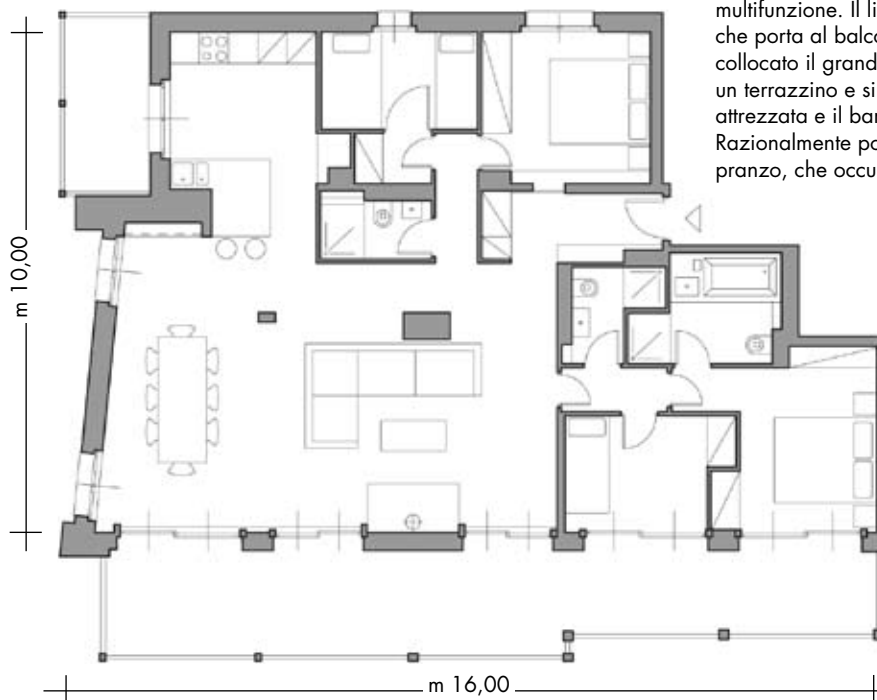 multifunzione. Il li
che porta al balco
collocato il grand
un terrazzino e si
attrezzata e il bar
Razionalmente po
pranzo, che occu
m 10,00
m 16,00